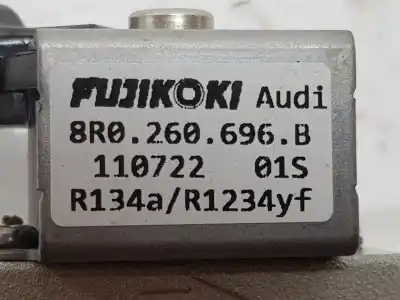 FUJIKOKI Audi
8R0.260.696.B
110722 01S
R134a/R1234yf